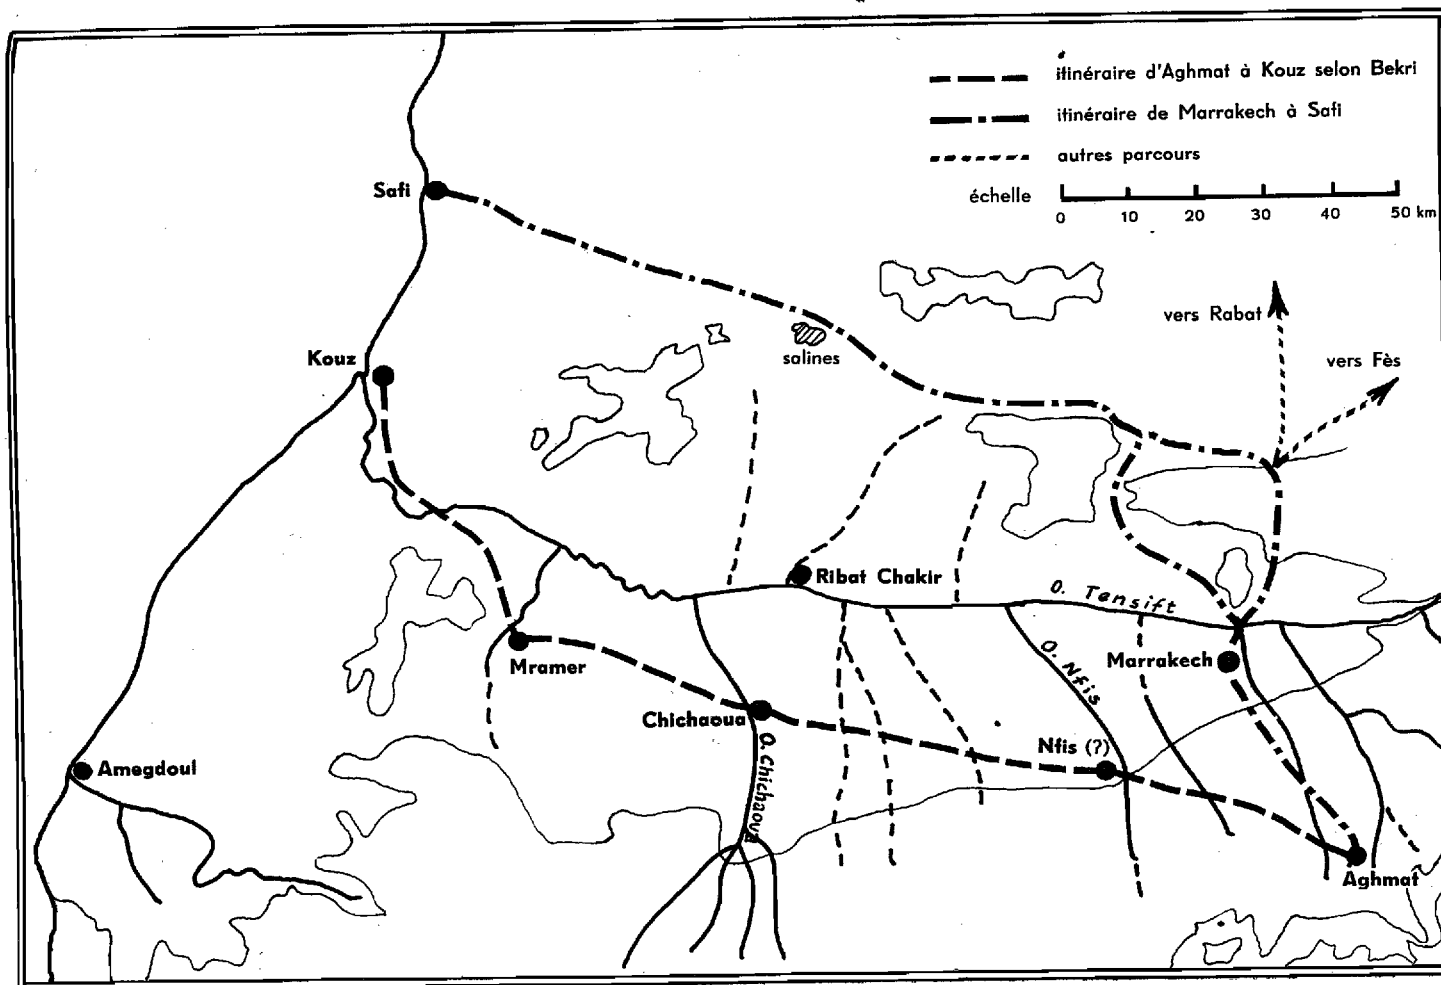 itinéraire d'Aghmat à Kouz selon Bekri
itinéraire de Marrakech à Safi
autres parcours
échelle
0 10 20 30 40 50 km
Safi
vers Rabat
salines
Kouz
vers Fès
Ribat Chakir
O. Tensift
Mramer
O. Nfis
Marrakech
Chichaoua
O. Chichaoua
Nfis (?)
Amegdoul
Aghmat